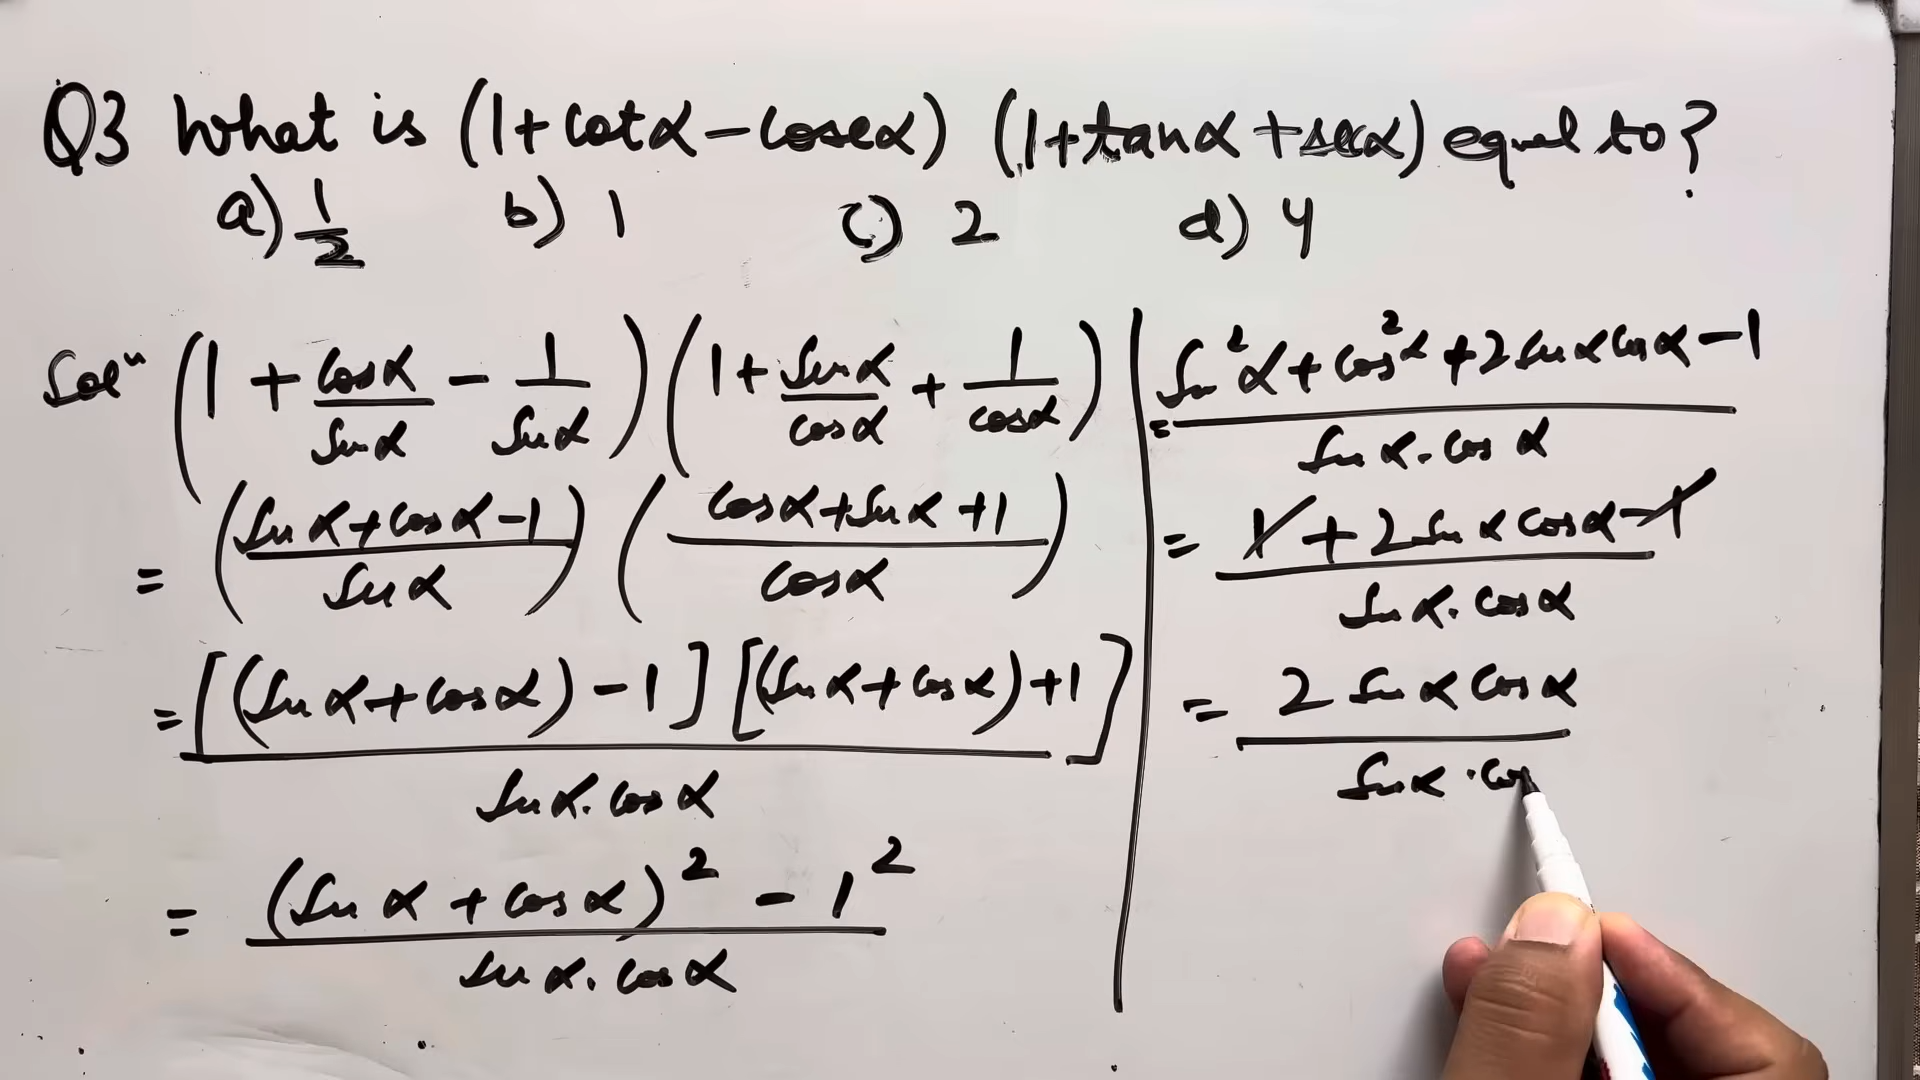 Q3 What is (1+cotα−cosecα) (1+tanα+secα) equal to?
a) 1/2 b) 1 c) 2 d) 4
Solⁿ (1 + cosα/sinα − 1/sinα) (1 + sinα/cosα + 1/cosα)
= ((sinα+cosα−1)/sinα) ((cosα+sinα+1)/cosα)
= [(sinα+cosα)−1] [(sinα+cosα)+1] / sinα.cosα
= ((sinα+cosα)² − 1²) / sinα.cosα
= (sin²α+cos²α+2sinαcosα−1) / sinα.cosα
= (1+2sinαcosα−1) / sinα.cosα
= 2sinαcosα / sinα.cos